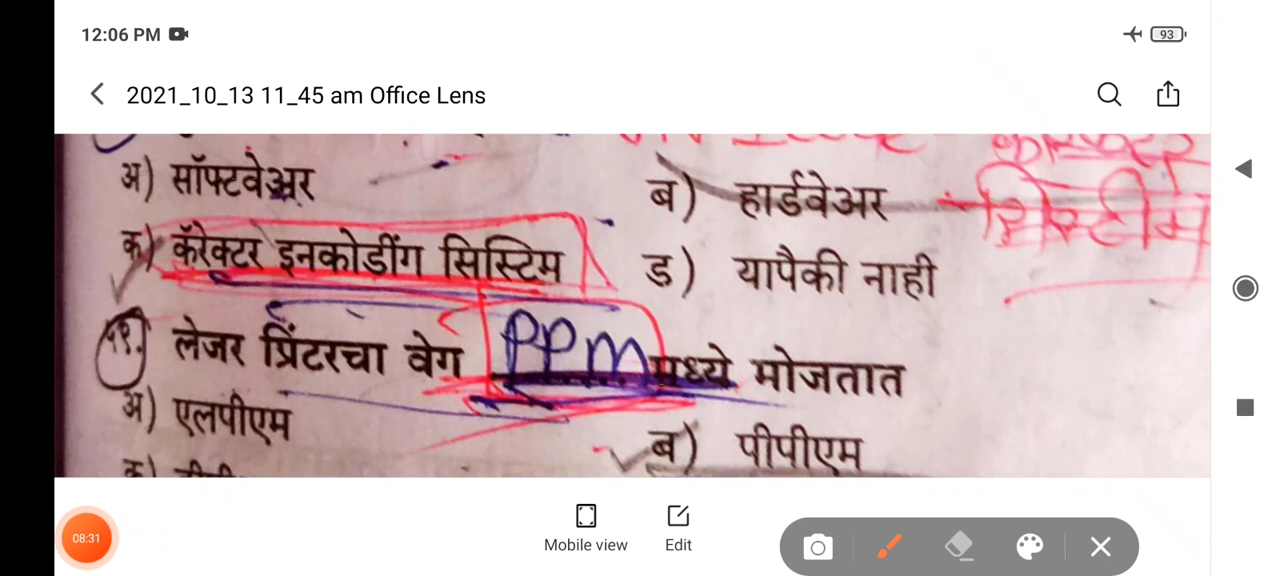 12:06 PM
93
2021_10_13 11_45 am Office Lens
अ) सॉफ्टवेअर
ब) हार्डवेअर
सिस्टीम
क) कॅरेक्टर इनकोडींग सिस्टिम
ड) यापैकी नाही
१९. लेजर प्रिंटरचा वेग PPM मध्ये मोजतात
अ) एलपीएम
ब) पीपीएम
08:31
Mobile view
Edit